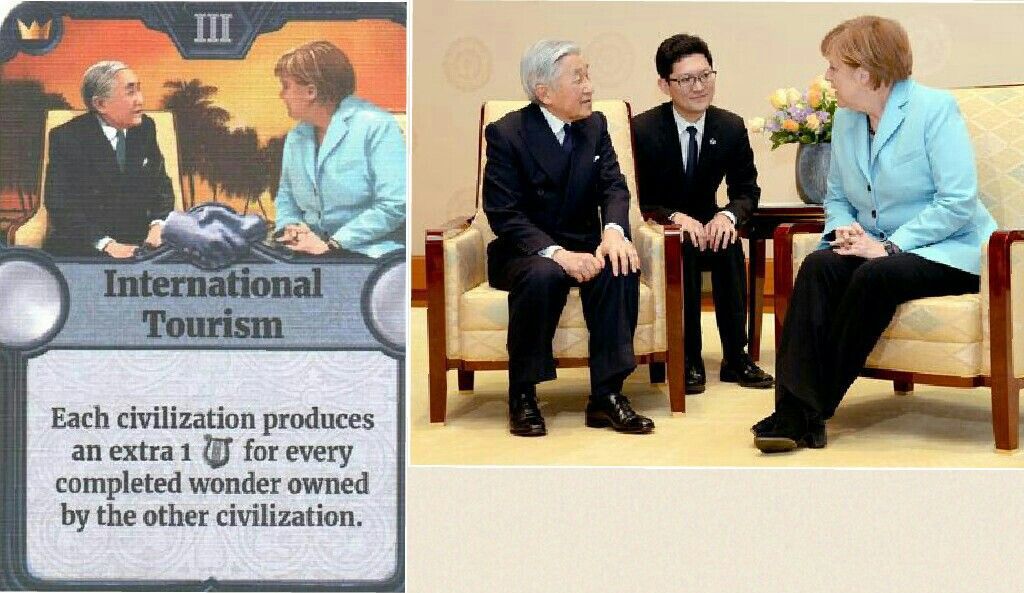 III
International
Tourism
Each civilization produces
an extra 1 for every
completed wonder owned
by the other civilization.